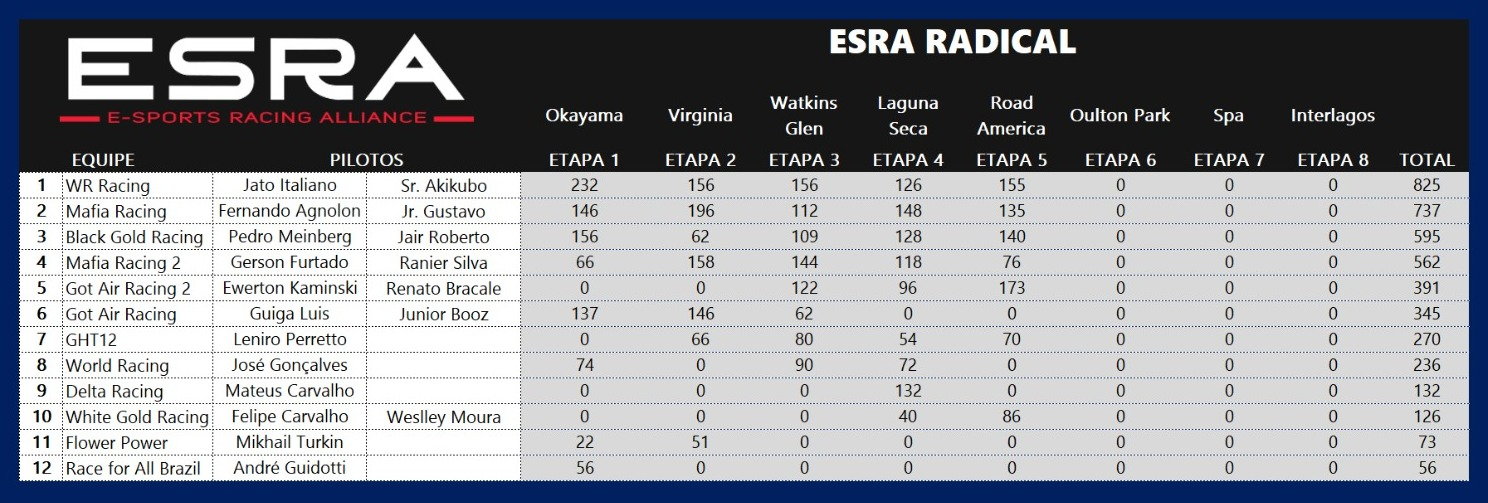 ESRA
E-SPORTS RACING ALLIANCE
ESRA RADICAL
Okayama Virginia Watkins Glen Laguna Seca Road America Oulton Park Spa Interlagos
EQUIPE PILOTOS ETAPA 1 ETAPA 2 ETAPA 3 ETAPA 4 ETAPA 5 ETAPA 6 ETAPA 7 ETAPA 8 TOTAL
1 WR Racing Jato Italiano Sr. Akikubo 232 156 156 126 155 0 0 0 825
2 Mafia Racing Fernando Agnolon Jr. Gustavo 146 196 112 148 135 0 0 0 737
3 Black Gold Racing Pedro Meinberg Jair Roberto 156 62 109 128 140 0 0 0 595
4 Mafia Racing 2 Gerson Furtado Ranier Silva 66 158 144 118 76 0 0 0 562
5 Got Air Racing 2 Ewerton Kaminski Renato Bracale 0 0 122 96 173 0 0 0 391
6 Got Air Racing Guiga Luis Junior Booz 137 146 62 0 0 0 0 0 345
7 GHT12 Leniro Perretto 0 66 80 54 70 0 0 0 270
8 World Racing José Gonçalves 74 0 90 72 0 0 0 0 236
9 Delta Racing Mateus Carvalho 0 0 0 132 0 0 0 0 132
10 White Gold Racing Felipe Carvalho Weslley Moura 0 0 0 40 86 0 0 0 126
11 Flower Power Mikhail Turkin 22 51 0 0 0 0 0 0 73
12 Race for All Brazil André Guidotti 56 0 0 0 0 0 0 0 56